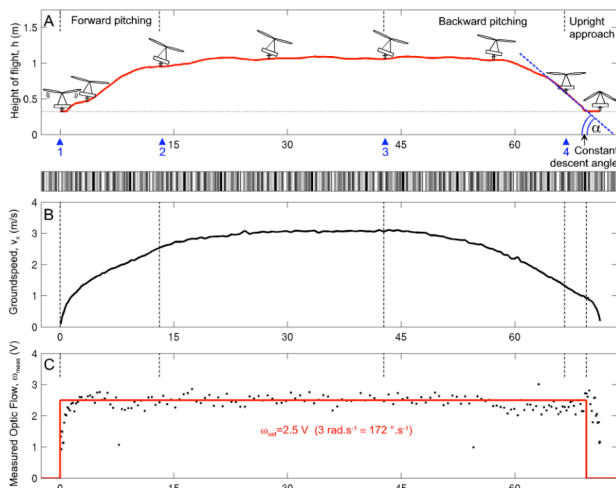 A
Forward pitching
Backward pitching
Upright
approach
Height of flight, h (m)
1.5
1
0.5
0
α
1
2
3
4
15
30
45
60
Constant
descent angle
B
Groundspeed, vx (m/s)
4
3
2
1
0
0
15
30
45
60
C
Measured Optic Flow, ωmeas (V)
4
3
2
1
0
ωset=2.5 V (3 rad.s-1 = 172 °.s-1)
0
15
30
45
60